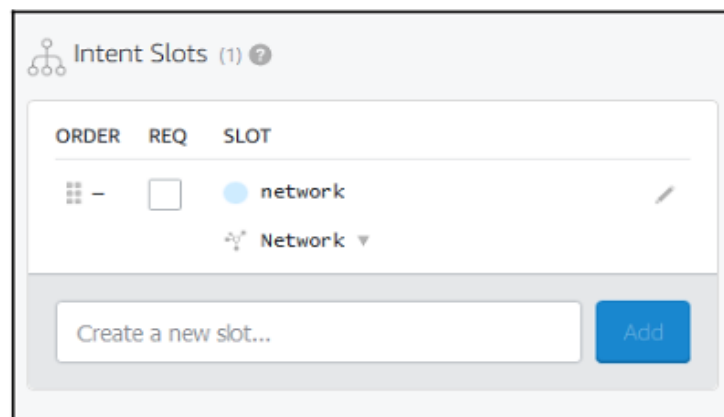 Intent Slots (1) ?
ORDER REQ SLOT
– network
Network
Create a new slot... Add